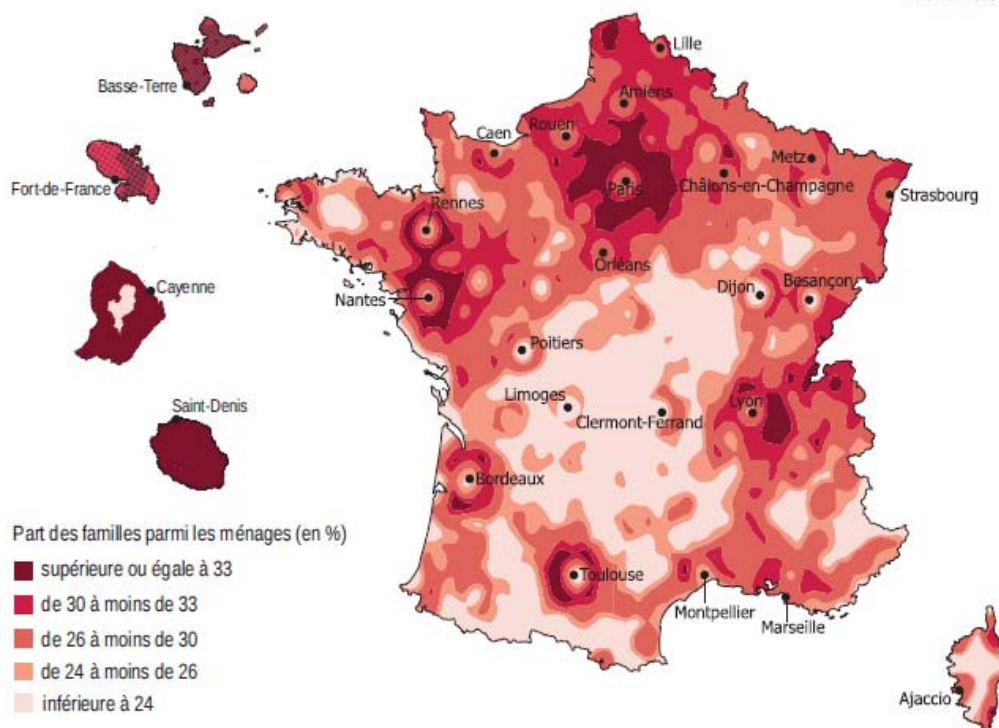 Lille
Basse-Terre
Amiens
Rouen
Caen
Metz
Fort-de-France
Paris
Châlons-en-Champagne
Strasbourg
Rennes
Orléans
Cayenne
Dijon
Besançon
Nantes
Poitiers
Limoges
Saint-Denis
Lyon
Clermont-Ferrand
Bordeaux
Part des familles parmi les ménages (en %)
supérieure ou égale à 33
Toulouse
de 30 à moins de 33
Montpellier
Marseille
de 26 à moins de 30
de 24 à moins de 26
Ajaccio
inférieure à 24